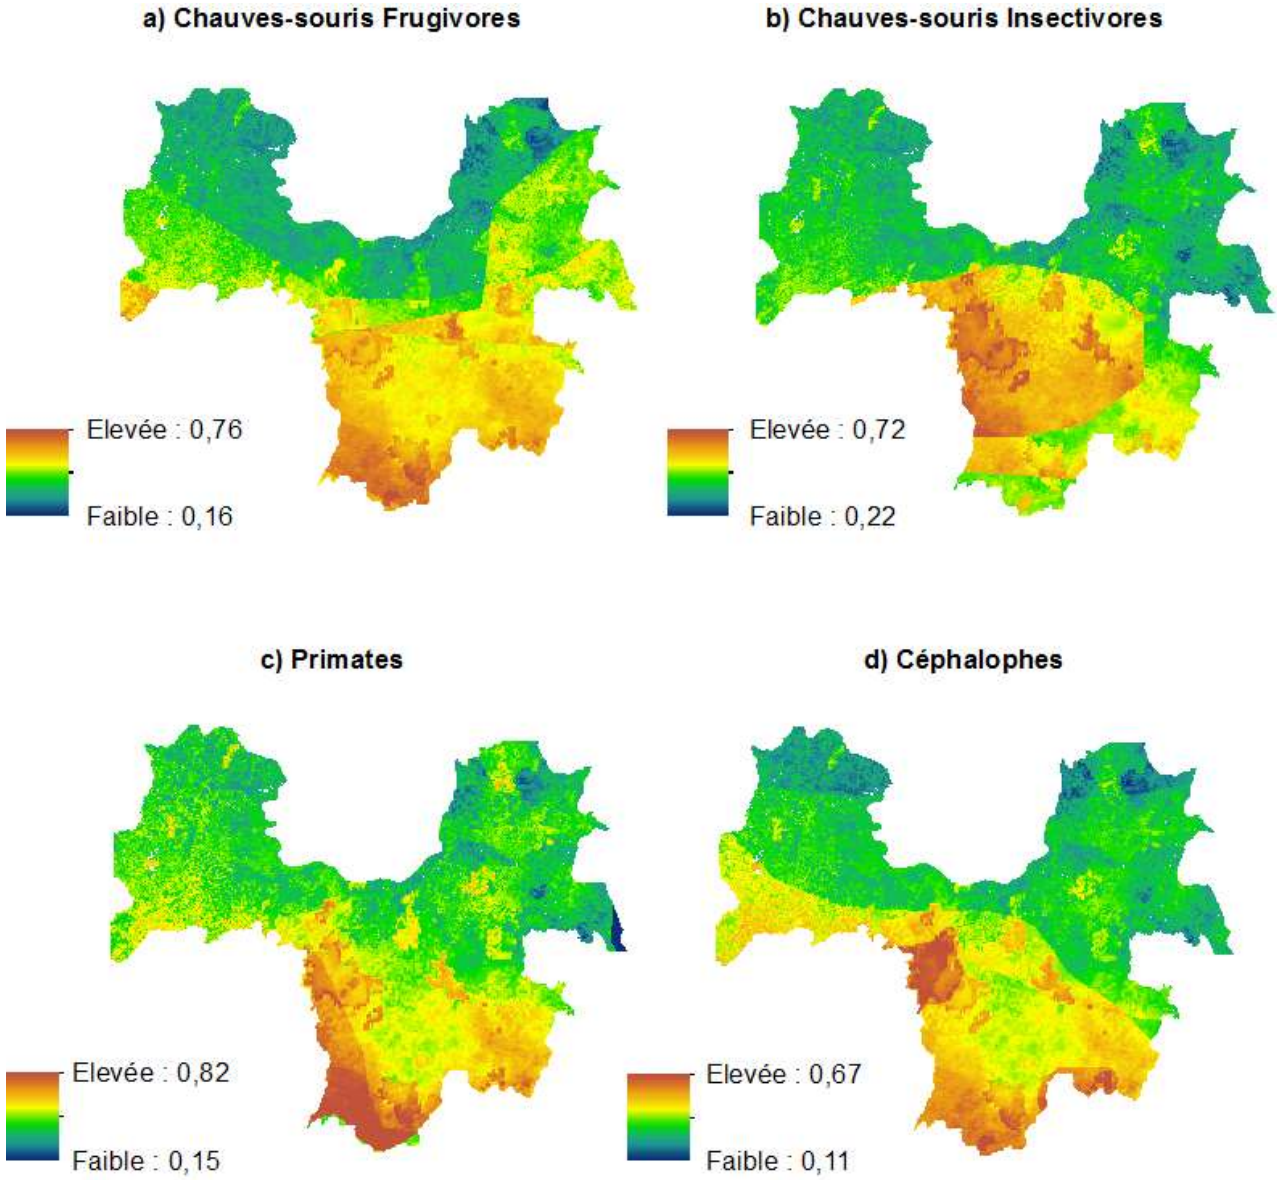 a) Chauves-souris Frugivores
b) Chauves-souris Insectivores
Elevée : 0,76
Faible : 0,16
Elevée : 0,72
Faible : 0,22
c) Primates
d) Céphalophes
Elevée : 0,82
Faible : 0,15
Elevée : 0,67
Faible : 0,11